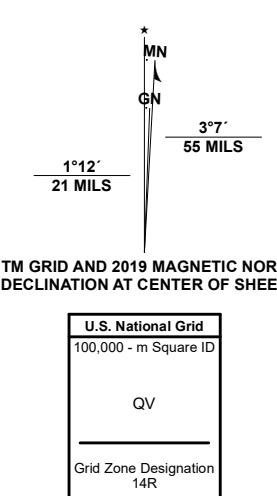 ★
MN
GN
3°7´
55 MILS
1°12´
21 MILS
TM GRID AND 2019 MAGNETIC NOR
DECLINATION AT CENTER OF SHEE
U.S. National Grid
100,000 - m Square ID
QV
Grid Zone Designation
14R